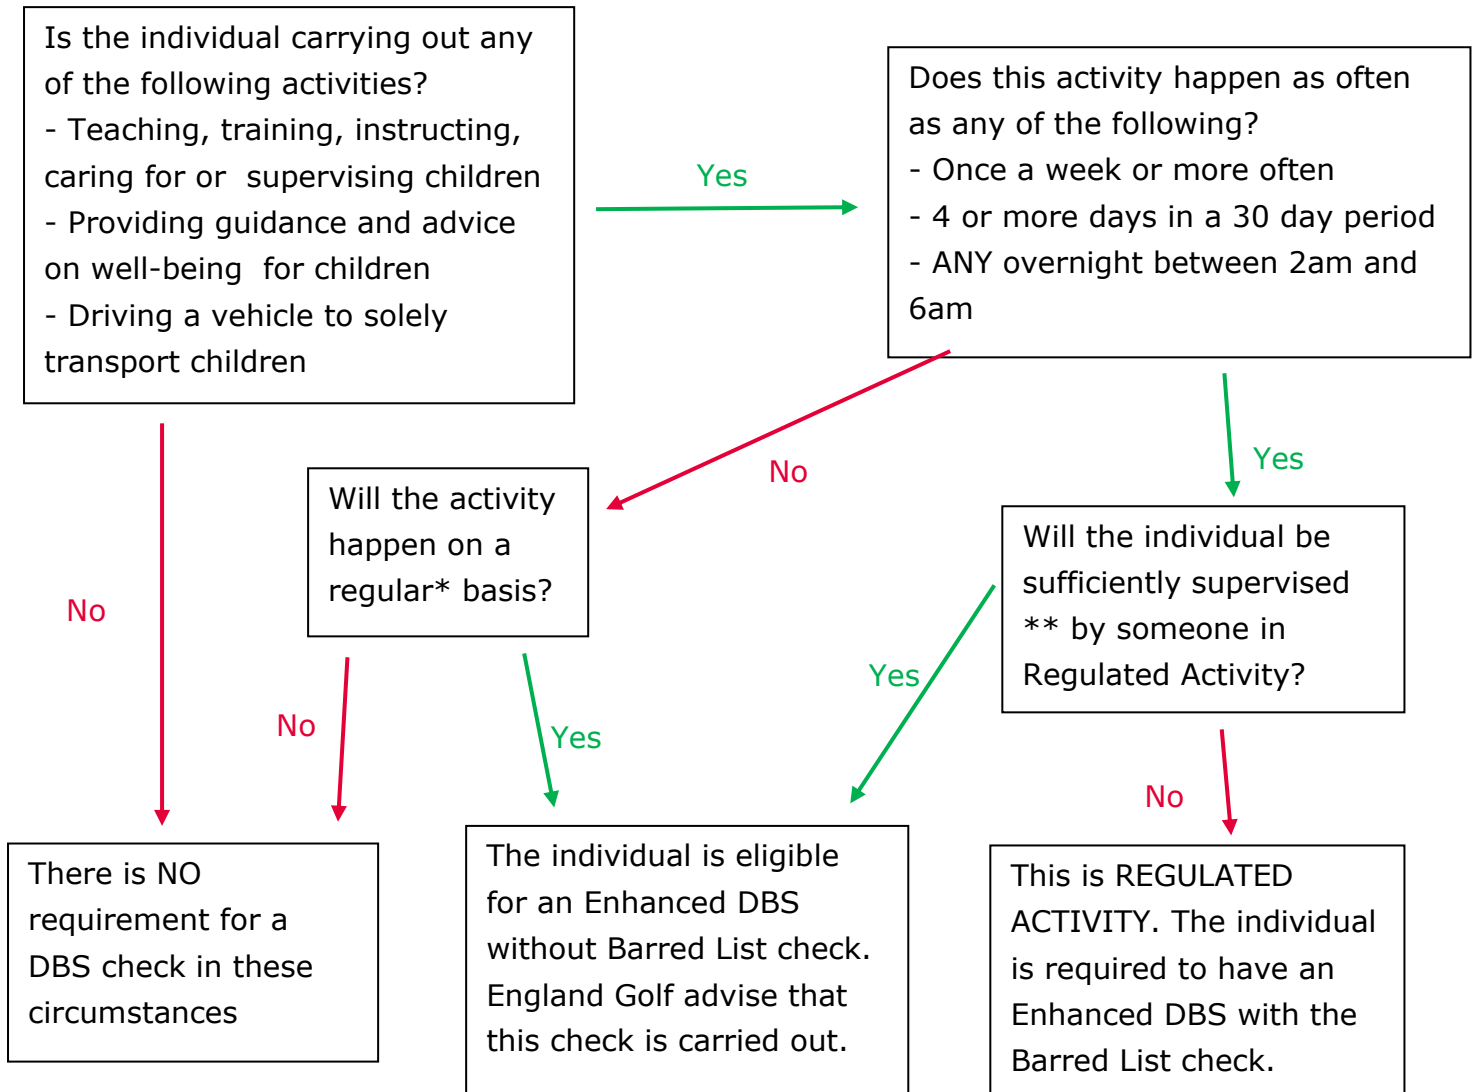 Is the individual carrying out any
of the following activities?
- Teaching, training, instructing,
caring for or  supervising children
- Providing guidance and advice
on well-being  for children
- Driving a vehicle to solely
transport children
Yes
Does this activity happen as often
as any of the following?
- Once a week or more often
- 4 or more days in a 30 day period
- ANY overnight between 2am and
6am
No
No
Yes
Will the activity
happen on a
regular* basis?
Will the individual be
sufficiently supervised
** by someone in
Regulated Activity?
No
Yes
Yes
No
There is NO
requirement for a
DBS check in these
circumstances
The individual is eligible
for an Enhanced DBS
without Barred List check.
England Golf advise that
this check is carried out.
This is REGULATED
ACTIVITY. The individual
is required to have an
Enhanced DBS with the
Barred List check.